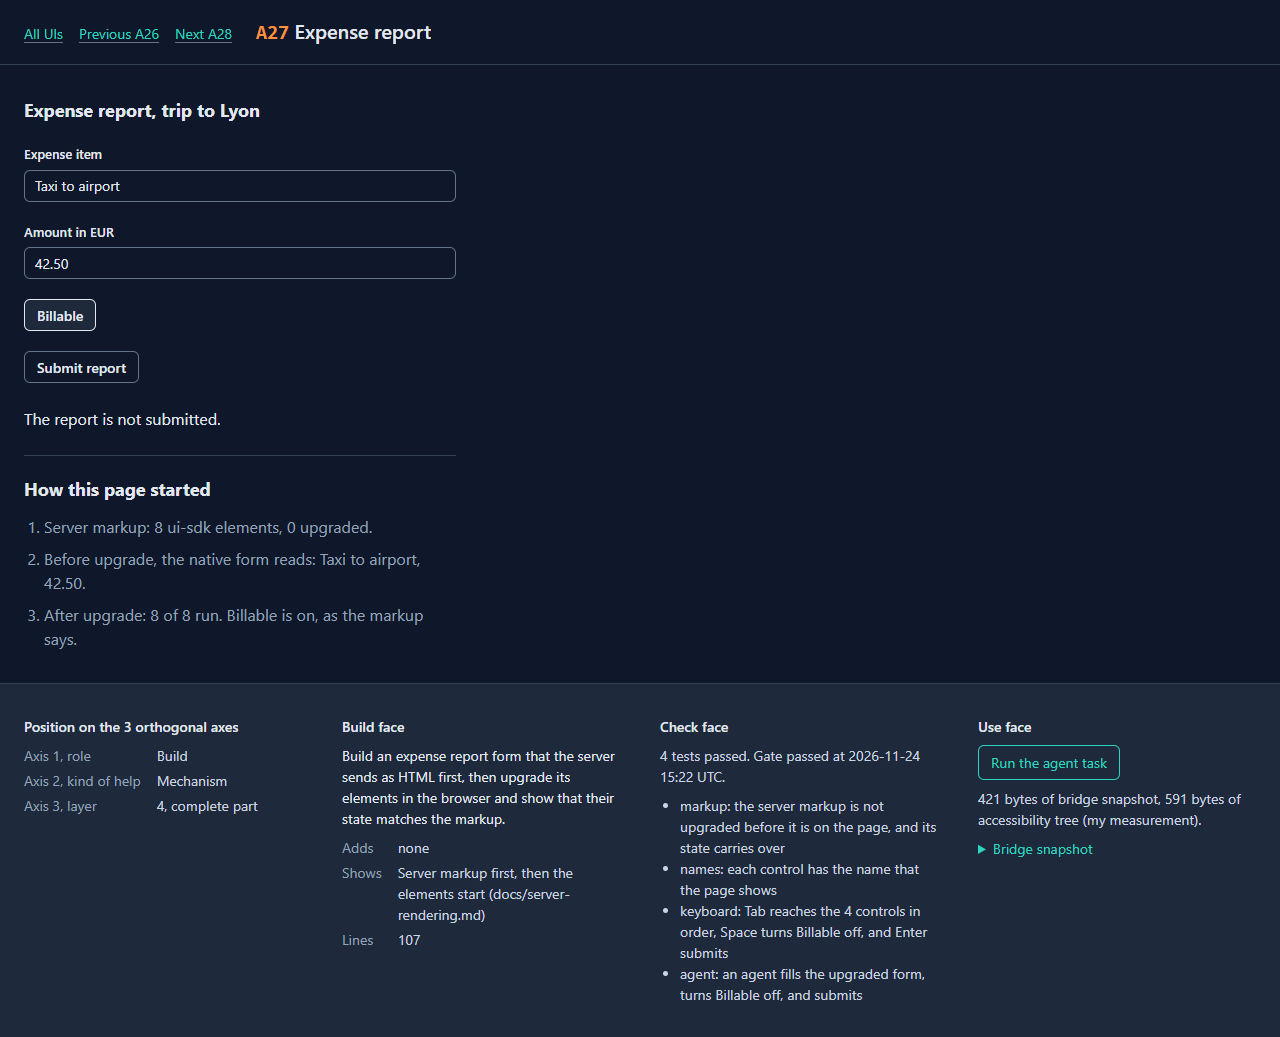 All UIs Previous A26 Next A28 A27 Expense report
Expense report, trip to Lyon
Expense item
Taxi to airport
Amount in EUR
42.50
Billable
Submit report
The report is not submitted.
How this page started
1. Server markup: 8 ui-sdk elements, 0 upgraded.
2. Before upgrade, the native form reads: Taxi to airport,
42.50.
3. After upgrade: 8 of 8 run. Billable is on, as the markup
says.
Position on the 3 orthogonal axes
Axis 1, role Build
Axis 2, kind of help Mechanism
Axis 3, layer 4, complete part
Build face
Build an expense report form that the server
sends as HTML first, then upgrade its
elements in the browser and show that their
state matches the markup.
Adds none
Shows Server markup first, then the
elements start (docs/server-
rendering.md)
Lines 107
Check face
4 tests passed. Gate passed at 2026-11-24
15:22 UTC.
• markup: the server markup is not
upgraded before it is on the page, and its
state carries over
• names: each control has the name that
the page shows
• keyboard: Tab reaches the 4 controls in
order, Space turns Billable off, and Enter
submits
• agent: an agent fills the upgraded form,
turns Billable off, and submits
Use face
Run the agent task
421 bytes of bridge snapshot, 591 bytes of
accessibility tree (my measurement).
▶ Bridge snapshot